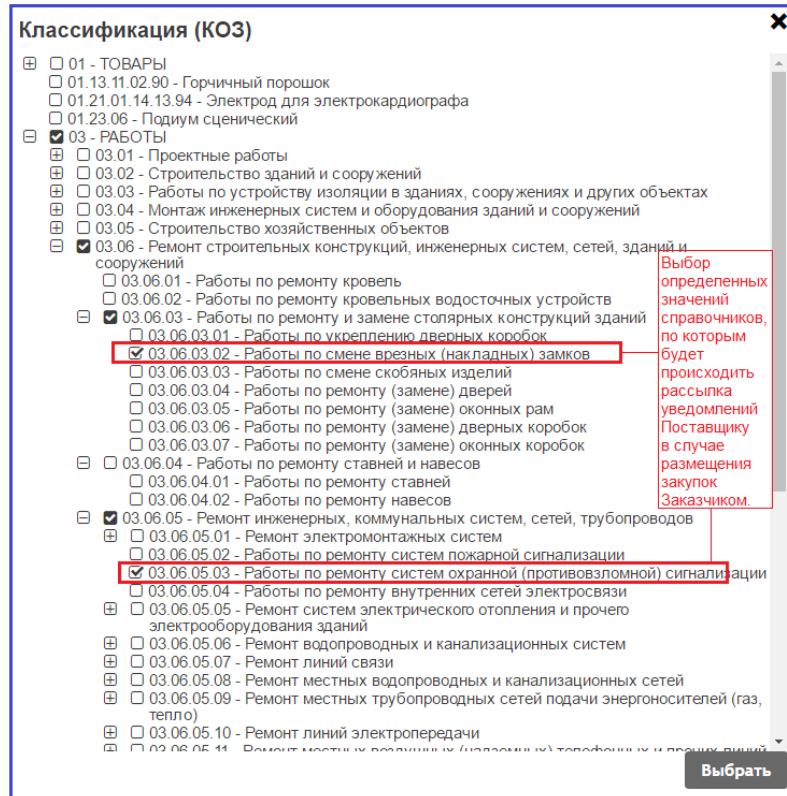 Классификация (КОЗ)
01 - ТОВАРЫ
01.13.11.02.90 - Горчичный порошок
01.21.01.14.13.94 - Электрод для электрокардиографа
01.23.06 - Подиум сценический
03 - РАБОТЫ
03.01 - Проектные работы
03.02 - Строительство зданий и сооружений
03.03 - Работы по устройству изоляции в зданиях, сооружениях и других объектах
03.04 - Монтаж инженерных систем и оборудования зданий и сооружений
03.05 - Строительство хозяйственных объектов
03.06 - Ремонт строительных конструкций, инженерных систем, сетей, зданий и
сооружений
03.06.01 - Работы по ремонту кровель
03.06.02 - Работы по ремонту кровельных водосточных устройств
03.06.03 - Работы по ремонту и замене столярных конструкций зданий
03.06.03.01 - Работы по укреплению дверных коробок
03.06.03.02 - Работы по смене врезных (накладных) замков
03.06.03.03 - Работы по смене скобяных изделий
03.06.03.04 - Работы по ремонту (замене) дверей
03.06.03.05 - Работы по ремонту (замене) оконных рам
03.06.03.06 - Работы по ремонту (замене) дверных коробок
03.06.03.07 - Работы по ремонту (замене) оконных коробок
03.06.04 - Работы по ремонту ставней и навесов
03.06.04.01 - Работы по ремонту ставней
03.06.04.02 - Работы по ремонту навесов
03.06.05 - Ремонт инженерных, коммунальных систем, сетей, трубопроводов
03.06.05.01 - Ремонт электромонтажных систем
03.06.05.02 - Работы по ремонту систем пожарной сигнализации
03.06.05.03 - Работы по ремонту систем охранной (противовзломной) сигнализации
03.06.05.04 - Работы по ремонту внутренних сетей электросвязи
03.06.05.05 - Ремонт систем электрического отопления и прочего
электрооборудования зданий
03.06.05.06 - Ремонт водопроводных и канализационных систем
03.06.05.07 - Ремонт линий связи
03.06.05.08 - Ремонт местных водопроводных и канализационных сетей
03.06.05.09 - Ремонт местных трубопроводных сетей подачи энергоносителей (газ,
тепло)
03.06.05.10 - Ремонт линий электропередачи
03.06.05.11 - Ремонт местных воздушных (надземных) телефонных и прочих линий
Выбор
определенных
значений
справочников,
по которым
будет
происходить
рассылка
уведомлений
Поставщику
в случае
размещения
закупок
Заказчиком.
Выбрать